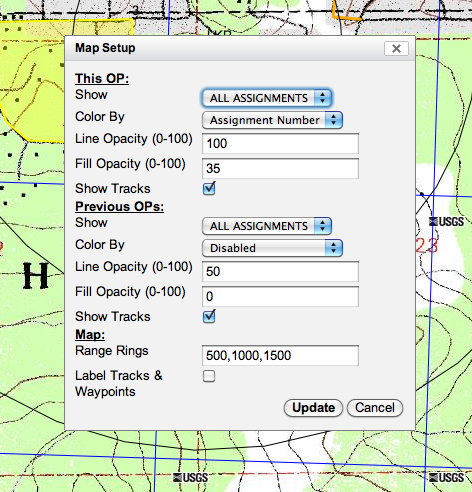 Map Setup
This OP:
Show ALL ASSIGNMENTS
Color By Assignment Number
Line Opacity (0-100) 100
Fill Opacity (0-100) 35
Show Tracks
Previous OPs:
Show ALL ASSIGNMENTS
Color By Disabled
Line Opacity (0-100) 50
Fill Opacity (0-100) 0
Show Tracks
Map:
Range Rings 500,1000,1500
Label Tracks &
Waypoints
Update Cancel
USGS
23
H
USGS
USGS